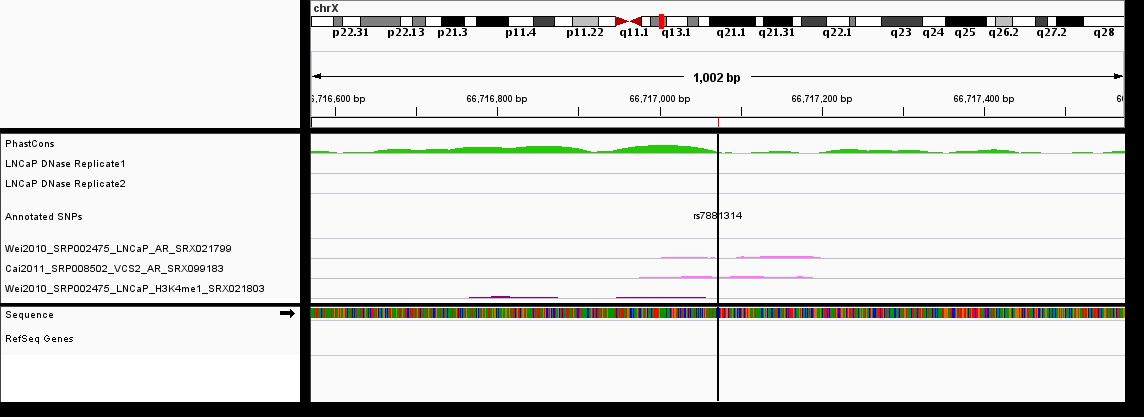 chrX
p22.31 p22.13 p21.3 p11.4 p11.22 q11.1 q13.1 q21.1 q21.31 q22.1 q23 q24 q25 q26.2 q27.2 q28
1,002 bp
66,716,800 bp 66,717,000 bp 66,717,200 bp 66,717,400 bp
PhastCons
LNCaP DNase Replicate1
LNCaP DNase Replicate2
Annotated SNPs
rs7881314
Wei2010_SRP002475_LNCaP_AR_SRX021799
Cai2011_SRP008502_VCS2_AR_SRX099183
Wei2010_SRP002475_LNCaP_H3K4me1_SRX021803
Sequence
RefSeq Genes